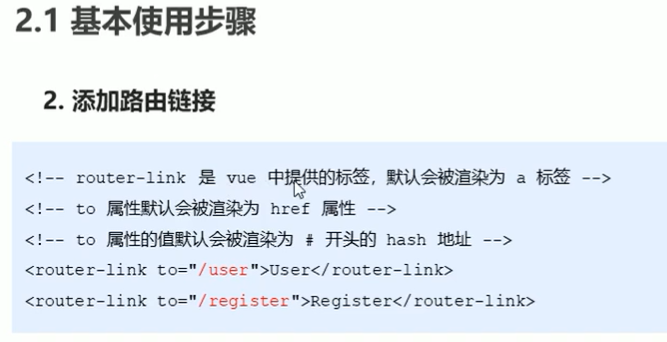 2.1 基本使用步骤
2. 添加路由链接
<!-- router-link 是 vue 中提供的标签，默认会被渲染为 a 标签 -->
<!-- to 属性默认会被渲染为 href 属性 -->
<!-- to 属性的值默认会被渲染为 # 开头的 hash 地址 -->
<router-link to="/user">User</router-link>
<router-link to="/register">Register</router-link>